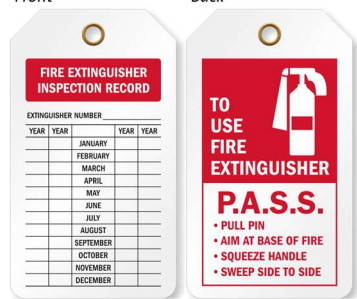 Front
Back
FIRE EXTINGUISHER
INSPECTION RECORD
EXTINGUISHER NUMBER
YEAR YEAR YEAR YEAR
JANUARY
FEBRUARY
MARCH
APRIL
MAY
JUNE
JULY
AUGUST
SEPTEMBER
OCTOBER
NOVEMBER
DECEMBER
TO
USE
FIRE
EXTINGUISHER
P.A.S.S.
• PULL PIN
• AIM AT BASE OF FIRE
• SQUEEZE HANDLE
• SWEEP SIDE TO SIDE